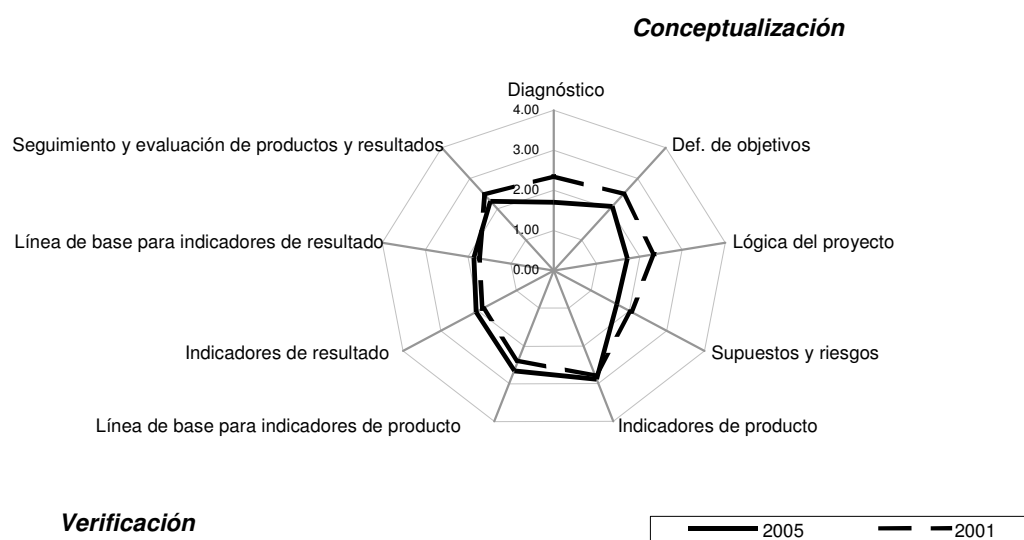 Conceptualización
Diagnóstico
4.00
Seguimiento y evaluación de productos y resultados
Def. de objetivos
3.00
2.00
Línea de base para indicadores de resultado
Lógica del proyecto
1.00
0.00
Indicadores de resultado
Supuestos y riesgos
Línea de base para indicadores de producto
Indicadores de producto
Verificación
2005
2001